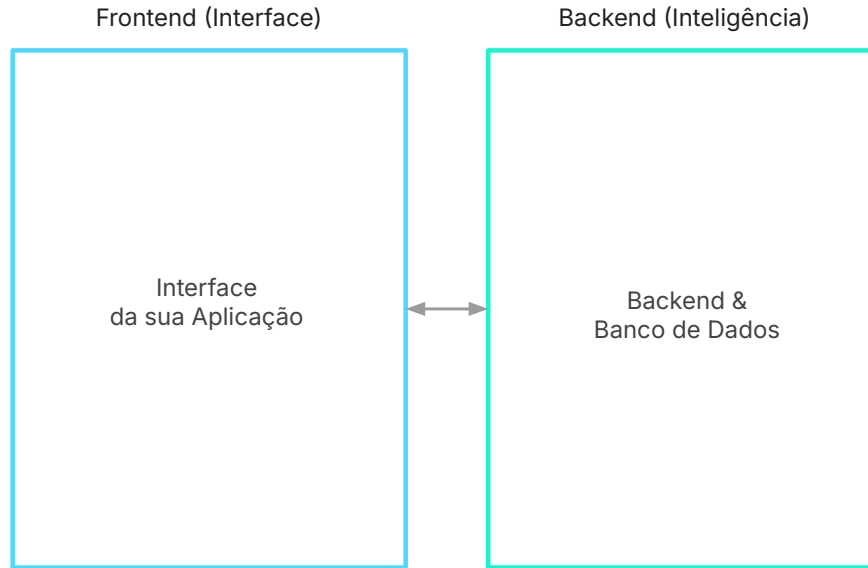 Frontend (Interface)
Backend (Inteligência)
Interface
da sua Aplicação
Backend &
Banco de Dados